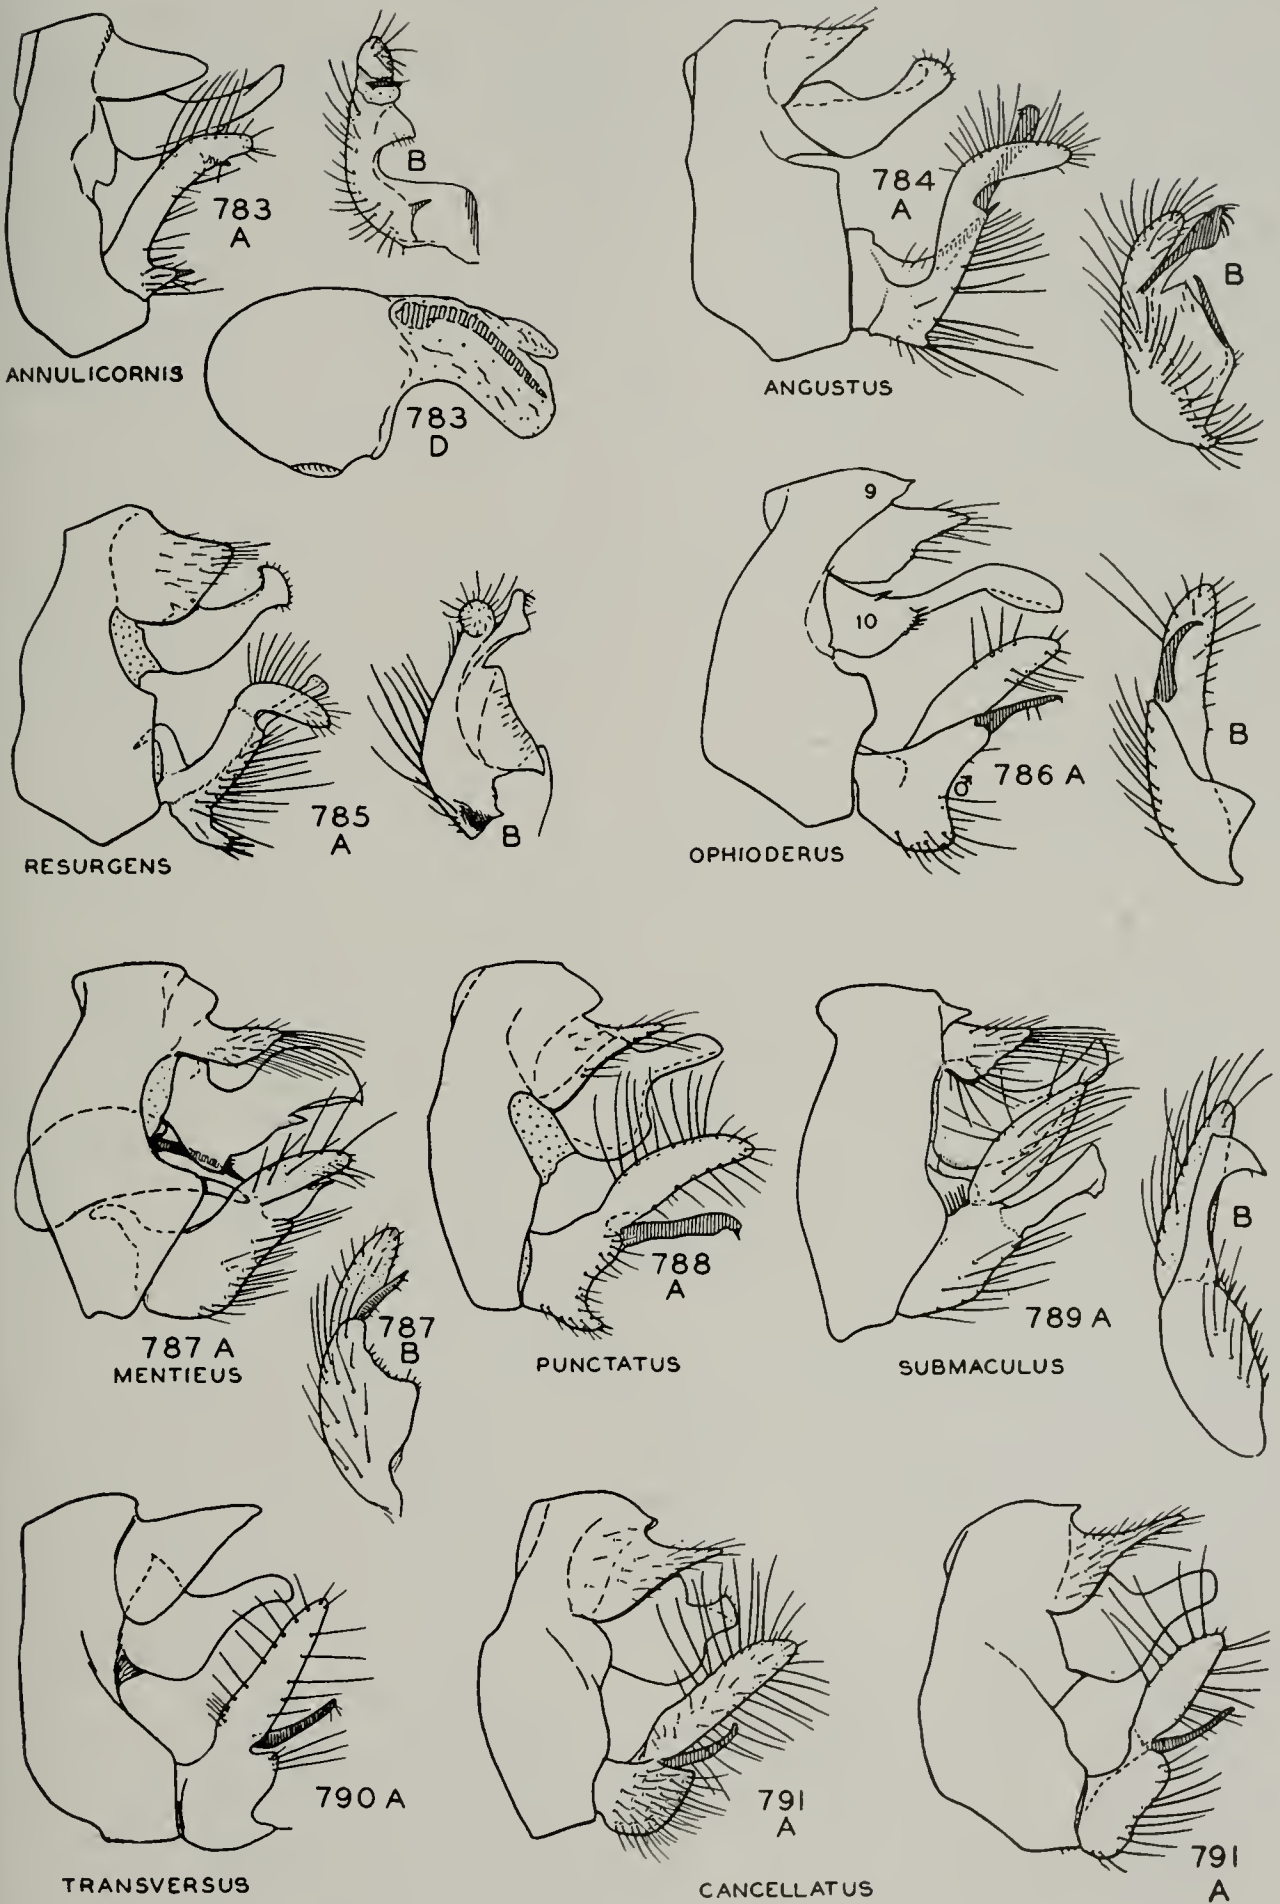 783
A
B
ANNULICORNIS
783
D
784
A
B
ANGUSTUS
785
A
B
RESURGENS
9
10
♂
786 A
B
OPHIODERUS
787 A
MENTIEUS
787
B
788
A
PUNCTATUS
789 A
B
SUBMACULUS
790 A
TRANSVERSUS
791
A
CANCELLATUS
791
A